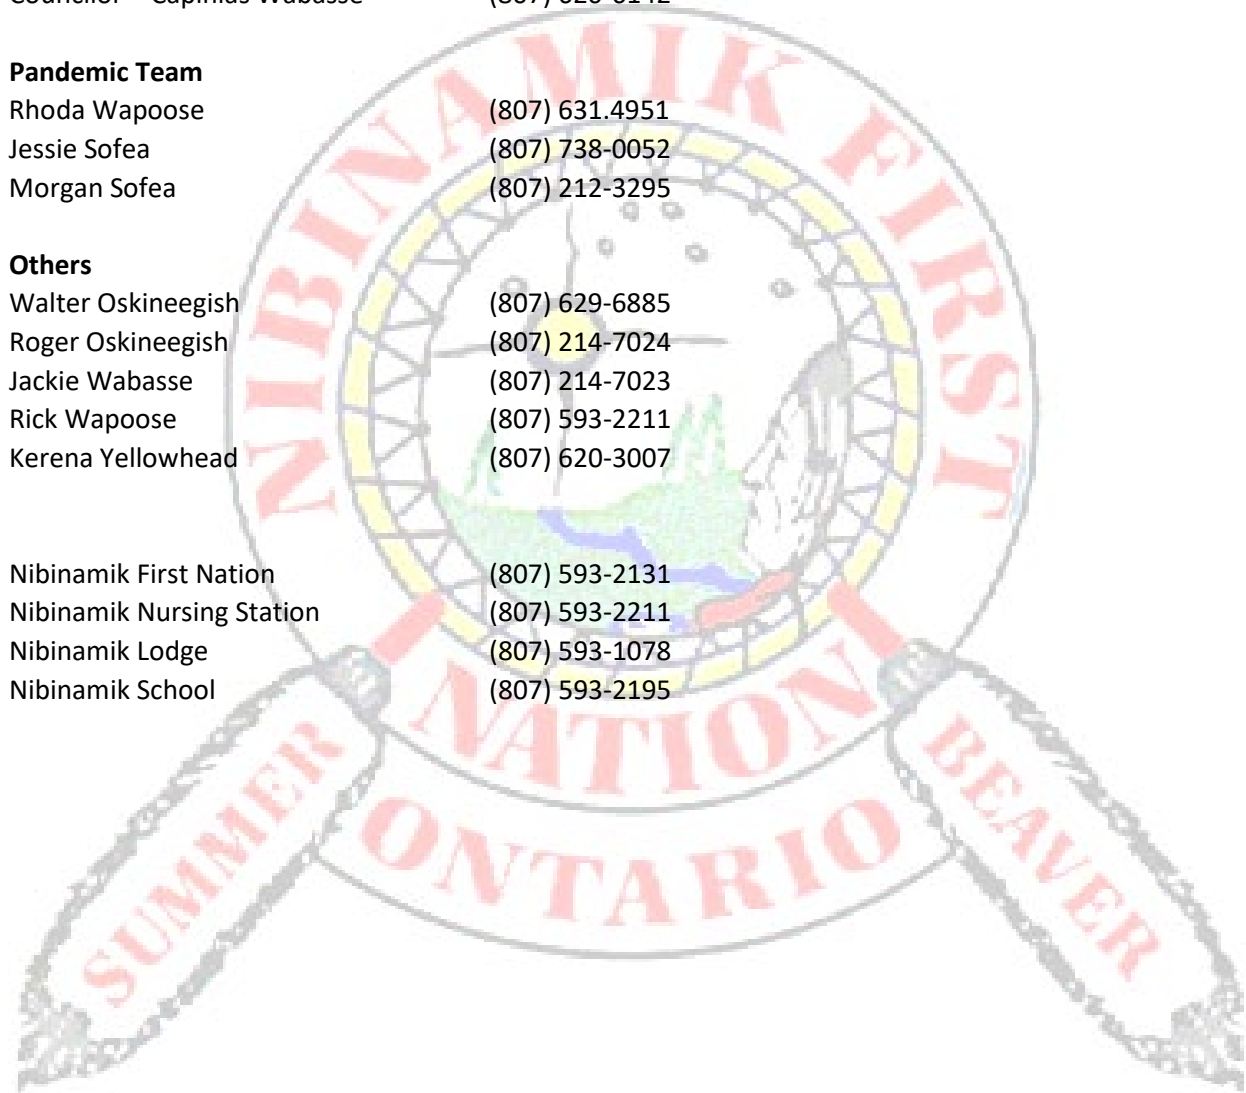 Pandemic Team
Rhoda Wapoose (807) 631.4951
Jessie Sofea (807) 738-0052
Morgan Sofea (807) 212-3295
Others
Walter Oskineegish (807) 629-6885
Roger Oskineegish (807) 214-7024
Jackie Wabasse (807) 214-7023
Rick Wapoose (807) 593-2211
Kerena Yellowhead (807) 620-3007
Nibinamik First Nation (807) 593-2131
Nibinamik Nursing Station (807) 593-2211
Nibinamik Lodge (807) 593-1078
Nibinamik School (807) 593-2195
NIBINAMIK FIRST
NATION
ONTARIO
SUMMER
BEAVER